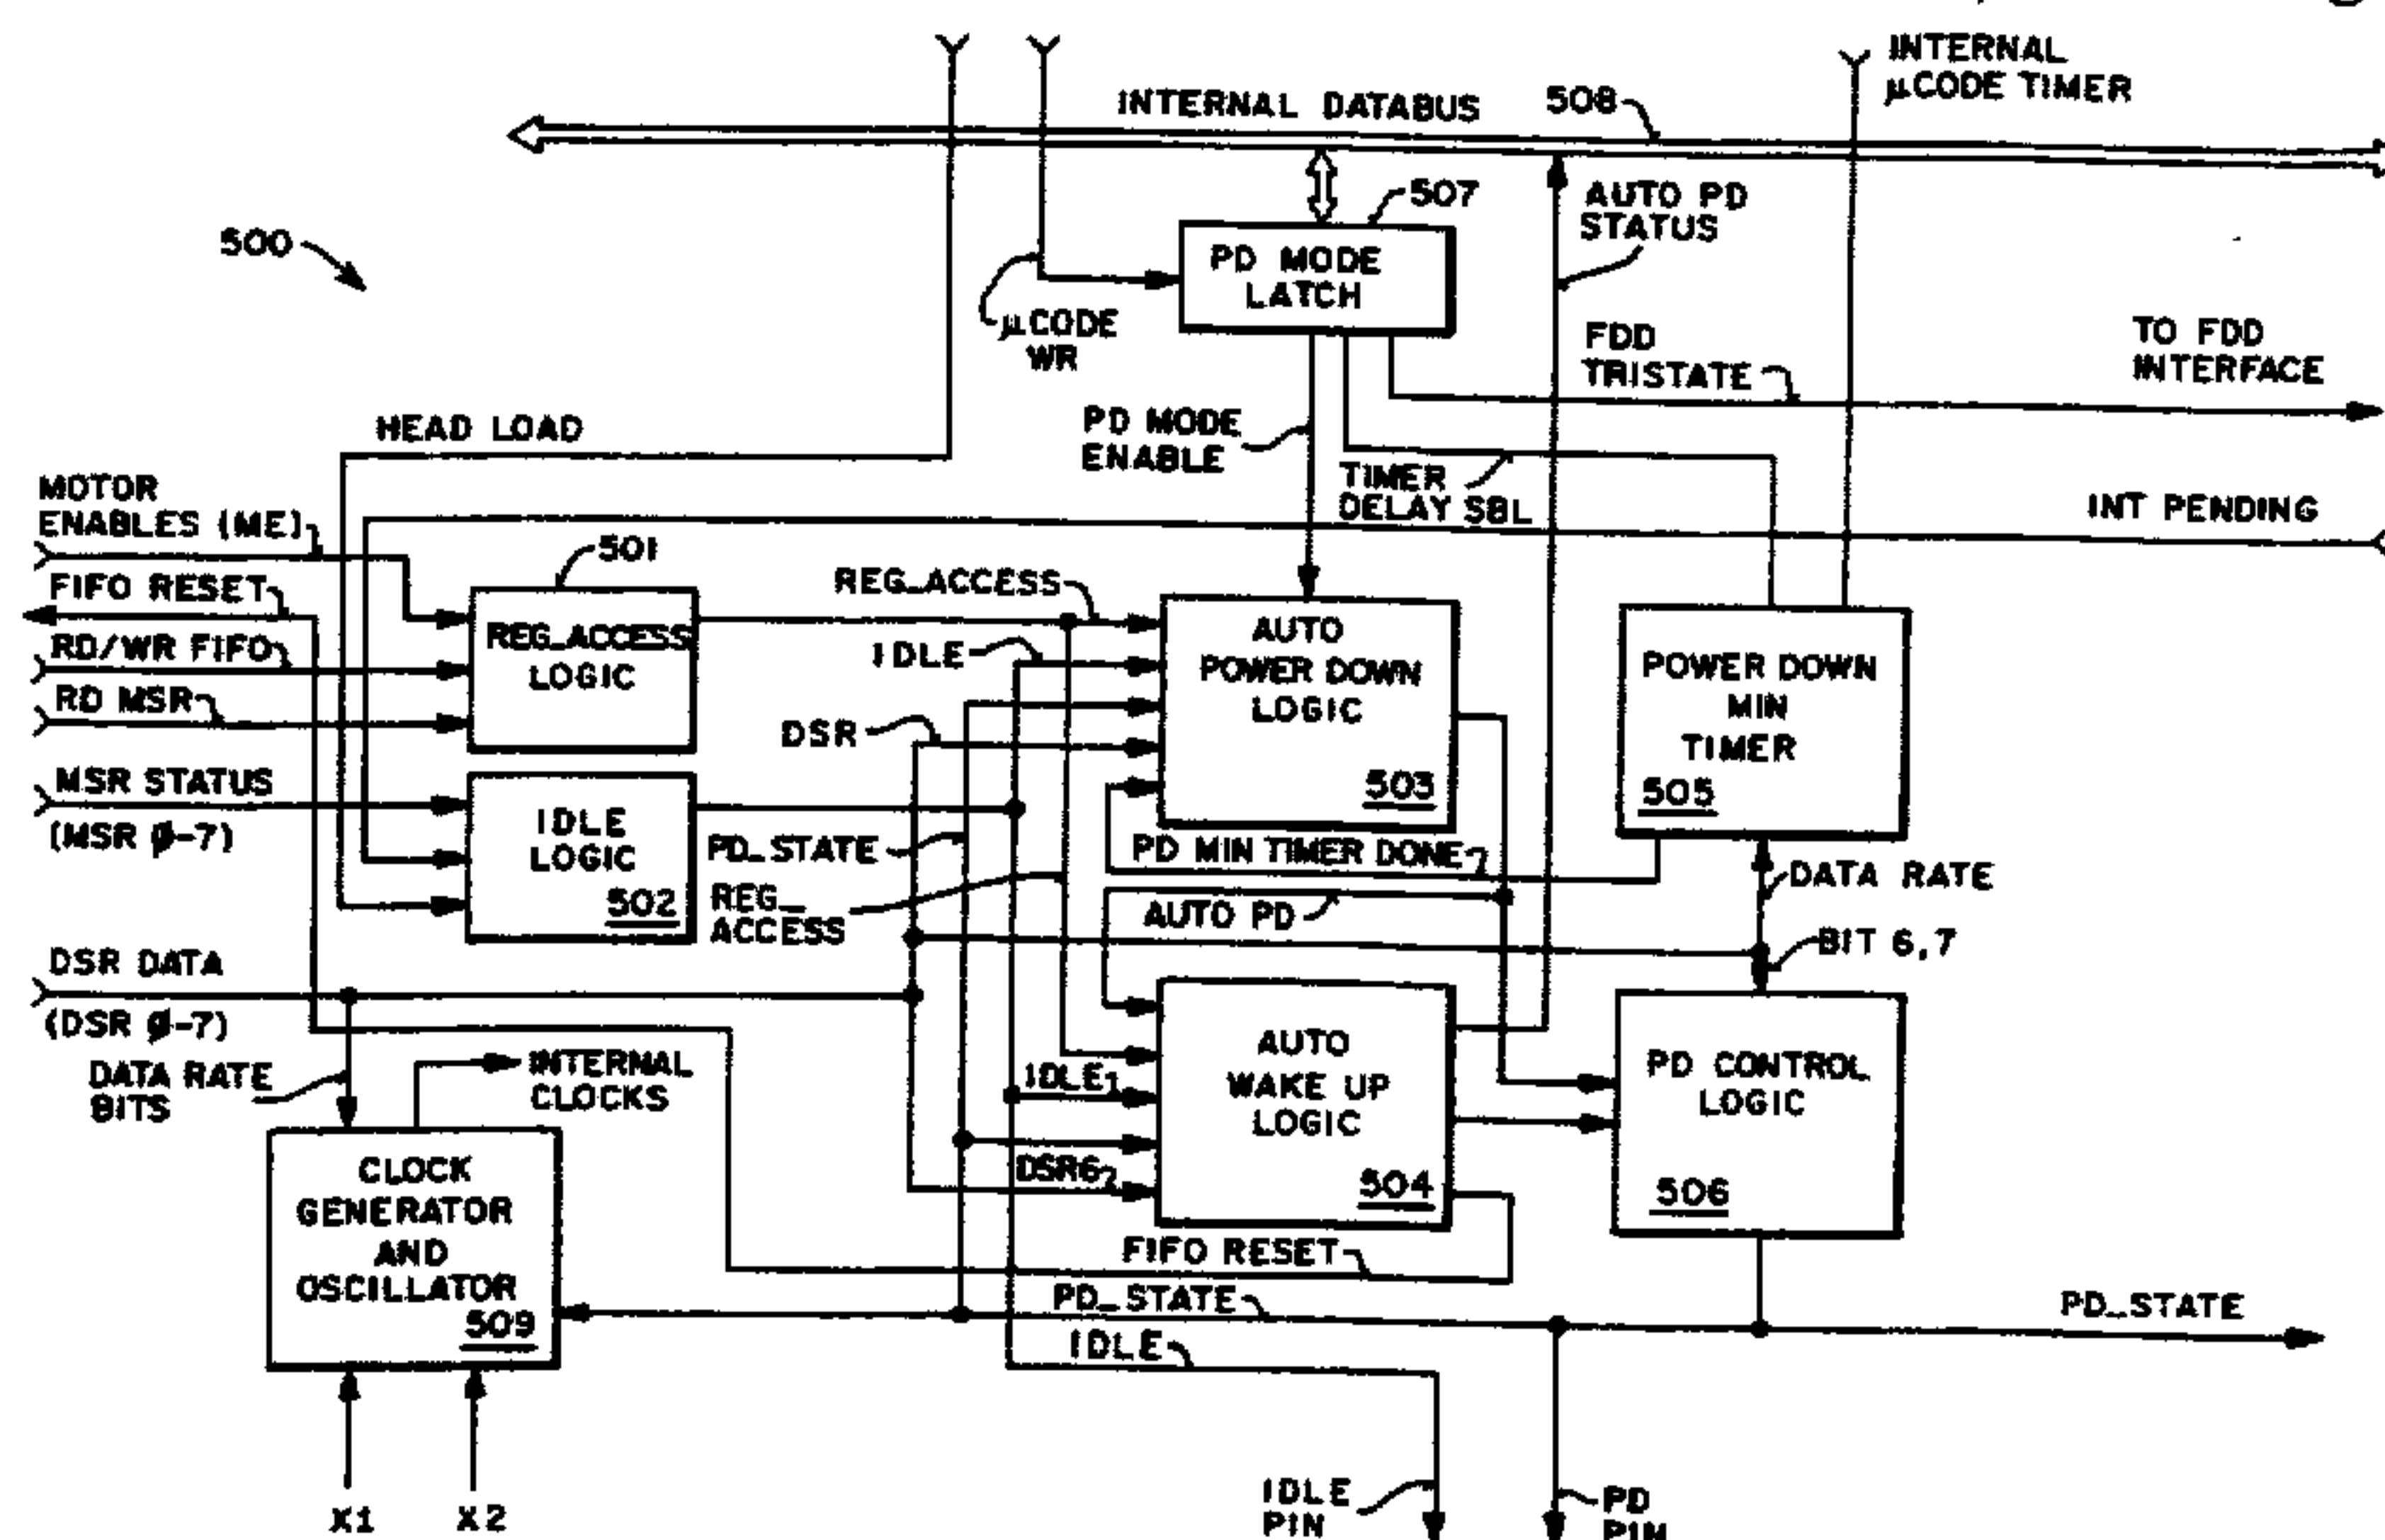 INTERNAL
µCODE TIMER
INTERNAL DATABUS
508
507
AUTO PD
STATUS
500
PD MODE
LATCH
µCODE
WR
FDD
TRISTATE
TO FDD
INTERFACE
HEAD LOAD
PD MODE
ENABLE
TIMER
DELAY SBL
INT PENDING
MOTOR
ENABLES (ME)
501
FIFO RESET
REG_ACCESS
RD/WR FIFO
RD MSR
REG_ACCESS
LOGIC
IDLE
DSR
AUTO
POWER DOWN
LOGIC
503
POWER DOWN
MIN
TIMER
505
MSR STATUS
(MSR Ø-7)
IDLE
LOGIC
502
PD_STATE
REG_
ACCESS
PD MIN TIMER DONE
AUTO PD
DATA RATE
BIT 6,7
DSR DATA
(DSR Ø-7)
DATA RATE
BITS
INTERNAL
CLOCKS
IDLE1
DSR62
AUTO
WAKE UP
LOGIC
504
PD CONTROL
LOGIC
506
CLOCK
GENERATOR
AND
OSCILLATOR
509
FIFO RESET
PD_STATE
IDLE
PD_STATE
X1
X2
IDLE
PIN
PD
PIN